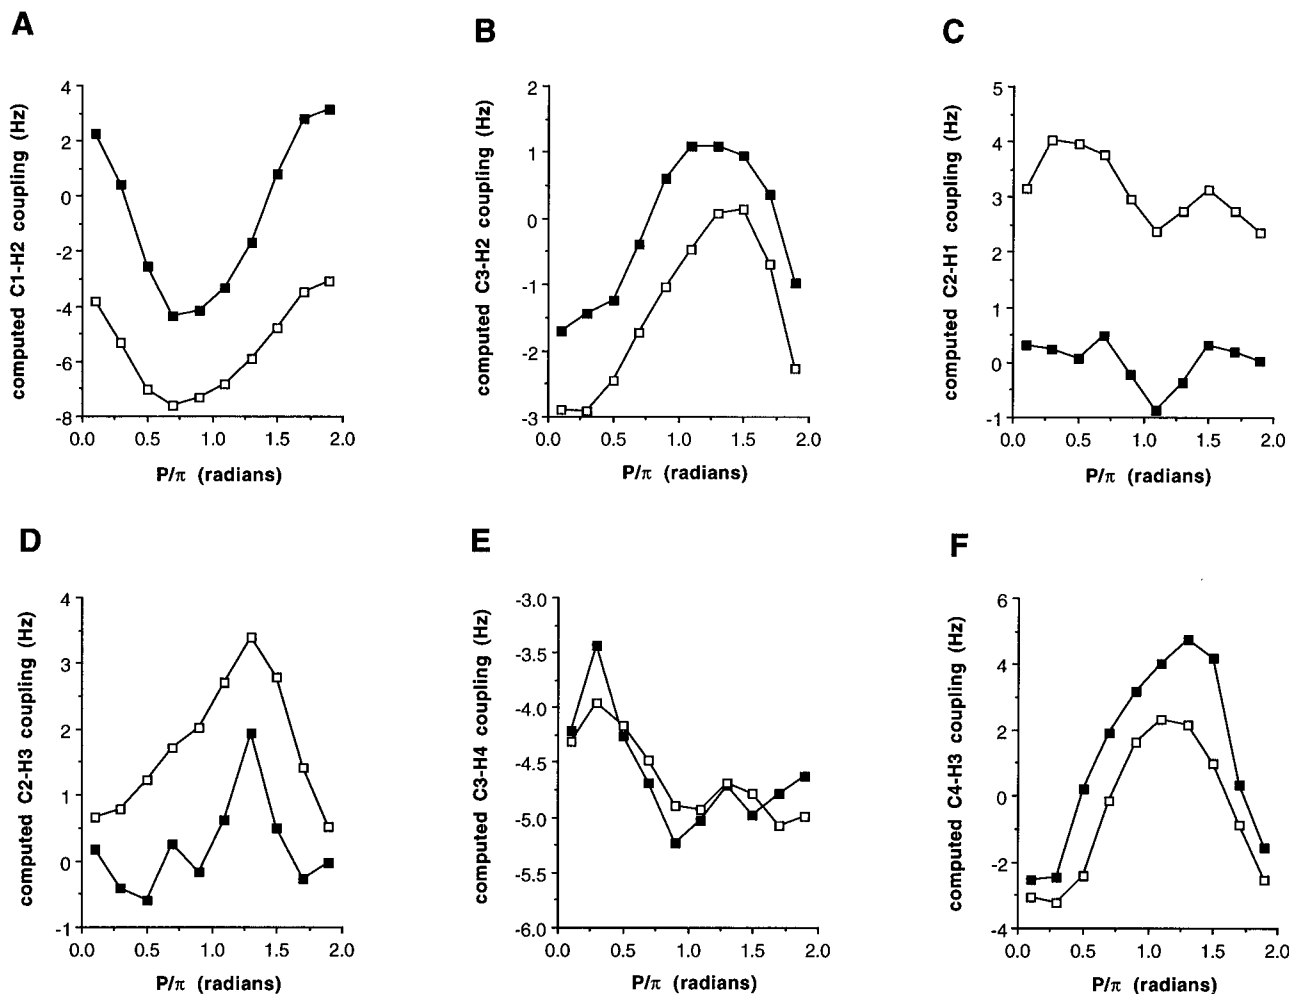 A
computed C1-H2 coupling (Hz)
4
2
0
-2
-4
-6
-8
0.0 0.5 1.0 1.5 2.0
P/π (radians)
B
computed C3-H2 coupling (Hz)
2
1
0
-1
-2
-3
0.0 0.5 1.0 1.5 2.0
P/π (radians)
C
computed C2-H1 coupling (Hz)
5
4
3
2
1
0
-1
0.0 0.5 1.0 1.5 2.0
P/π (radians)
D
computed C2-H3 coupling (Hz)
4
3
2
1
0
-1
0.0 0.5 1.0 1.5 2.0
P/π (radians)
E
computed C3-H4 coupling (Hz)
-3.0
-3.5
-4.0
-4.5
-5.0
-5.5
-6.0
0.0 0.5 1.0 1.5 2.0
P/π (radians)
F
computed C4-H3 coupling (Hz)
6
4
2
0
-2
-4
0.0 0.5 1.0 1.5 2.0
P/π (radians)